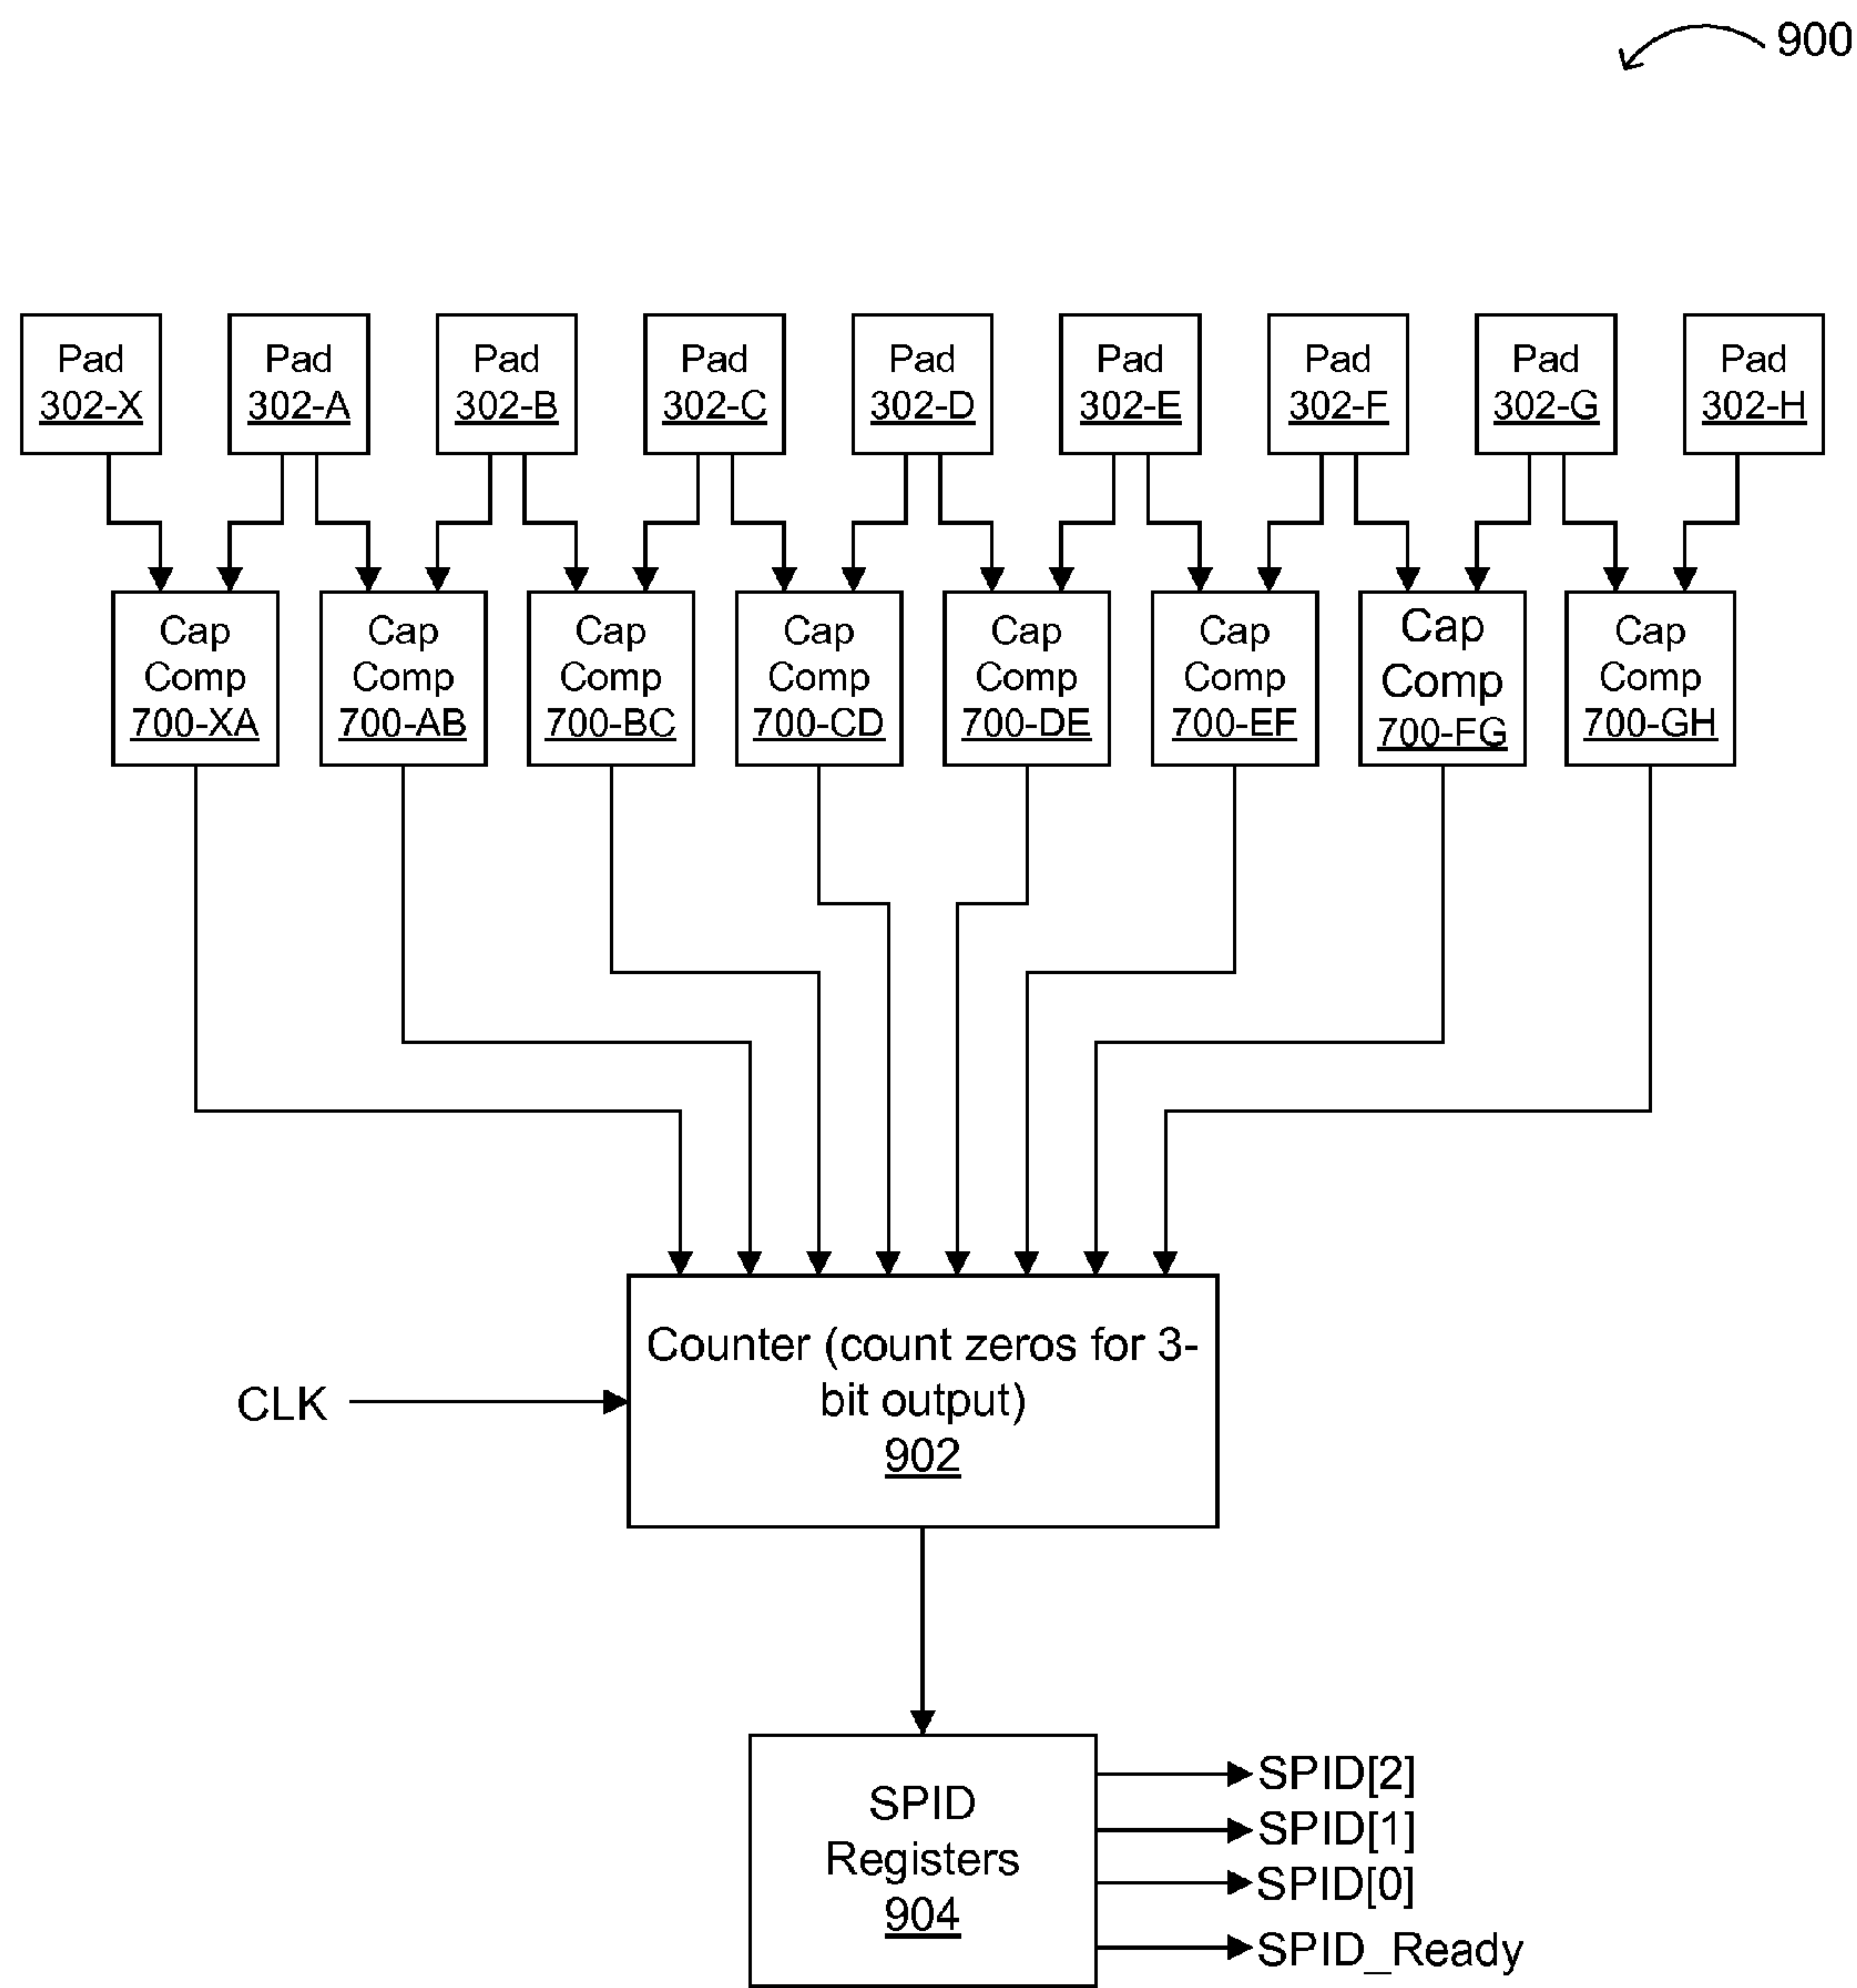 900
Pad
302-X
Pad
302-A
Pad
302-B
Pad
302-C
Pad
302-D
Pad
302-E
Pad
302-F
Pad
302-G
Pad
302-H
Cap
Comp
700-XA
Cap
Comp
700-AB
Cap
Comp
700-BC
Cap
Comp
700-CD
Cap
Comp
700-DE
Cap
Comp
700-EF
Cap
Comp
700-FG
Cap
Comp
700-GH
CLK
Counter (count zeros for 3-
bit output)
902
SPID
Registers
904
SPID[2]
SPID[1]
SPID[0]
SPID_Ready